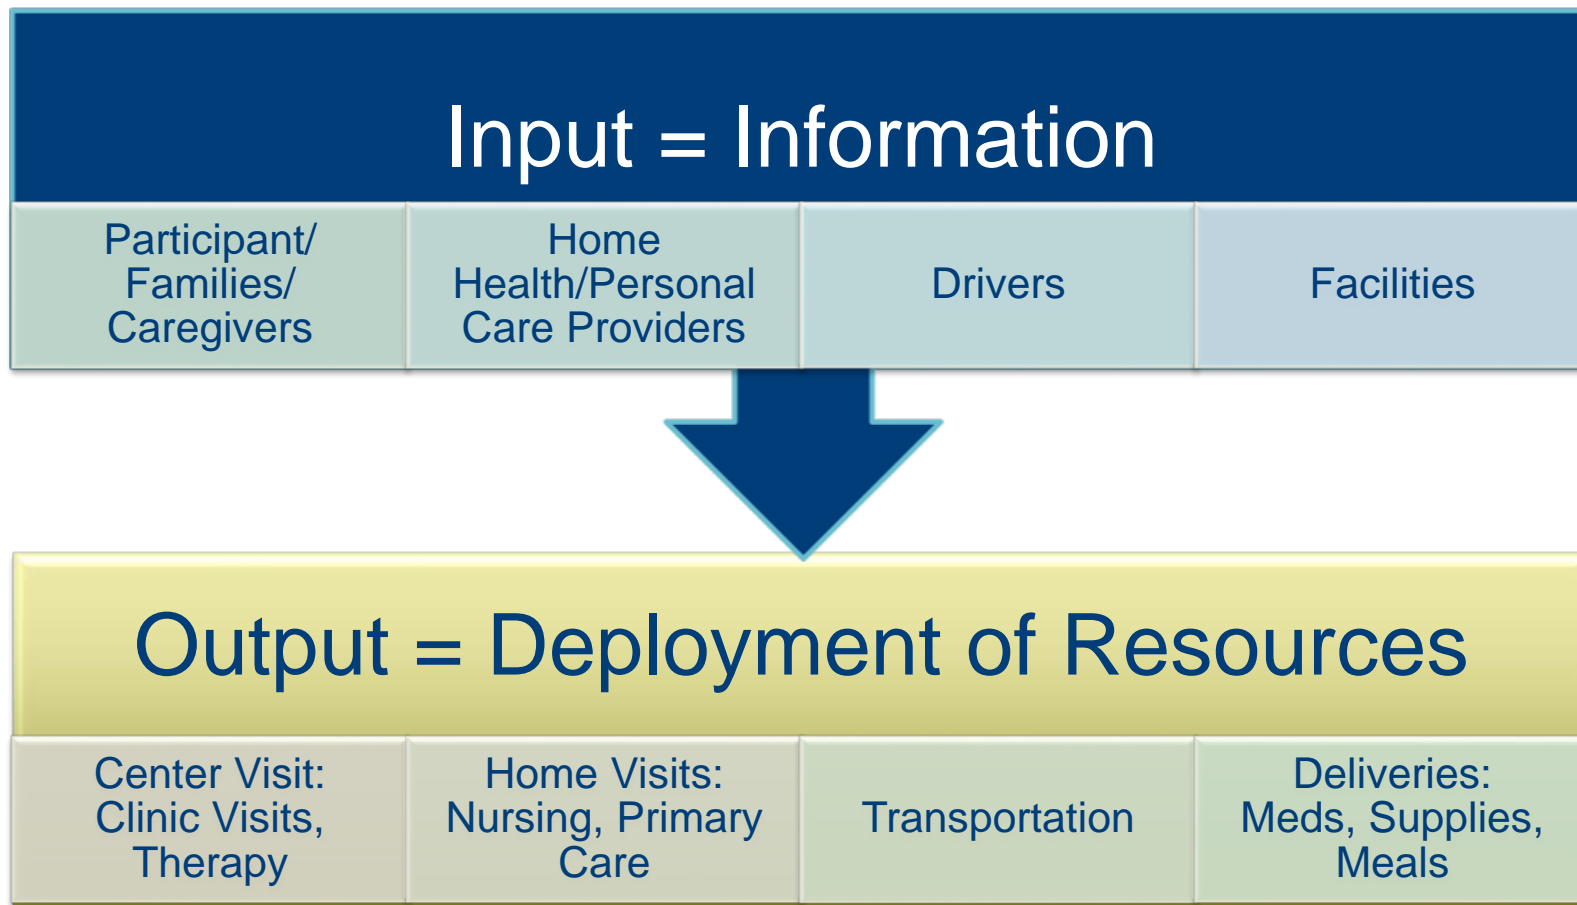 Input = Information
Participant/
Families/
Caregivers
Home
Health/Personal
Care Providers
Drivers
Facilities
Output = Deployment of Resources
Center Visit:
Clinic Visits,
Therapy
Home Visits:
Nursing, Primary
Care
Transportation
Deliveries:
Meds, Supplies,
Meals